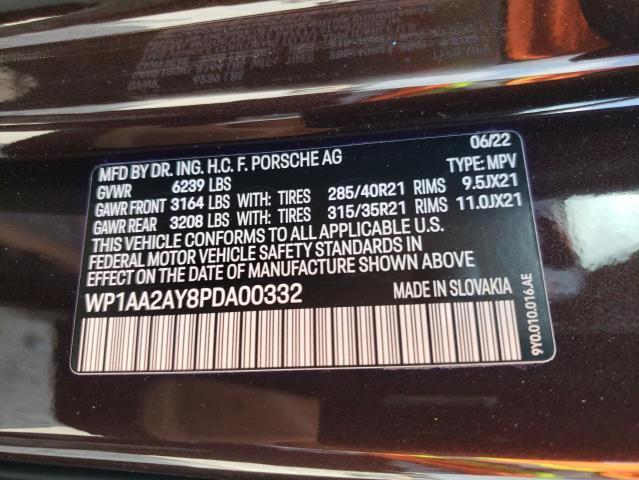 06/22
MFD BY DR. ING. H.C. F. PORSCHE AG TYPE: MPV
GVWR 6239 LBS
GAWR FRONT 3164 LBS WITH: TIRES 285/40R21 RIMS 9.5JX21
GAWR REAR 3208 LBS WITH: TIRES 315/35R21 RIMS 11.0JX21
THIS VEHICLE CONFORMS TO ALL APPLICABLE U.S.
FEDERAL MOTOR VEHICLE SAFETY STANDARDS IN
EFFECT ON THE DATE OF MANUFACTURE SHOWN ABOVE
WP1AA2AY8PDA00332 MADE IN SLOVAKIA
9Y0.010.016.AE